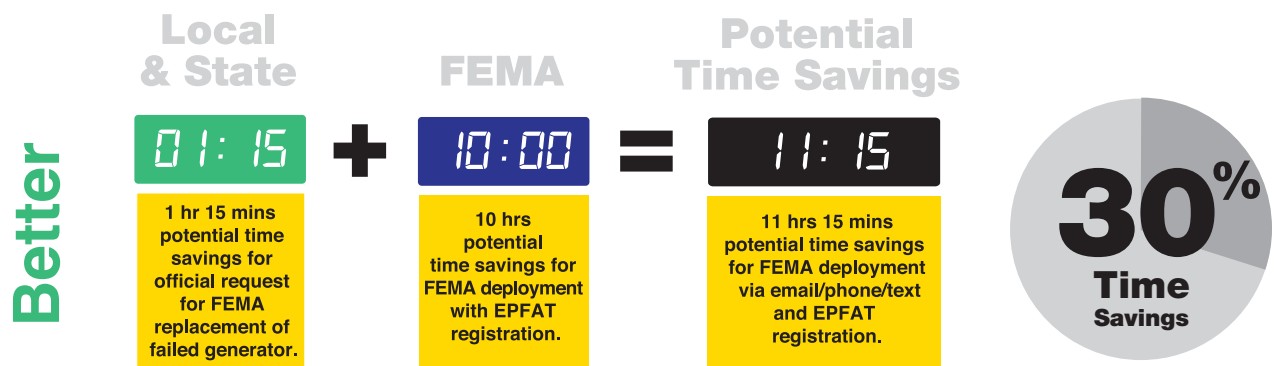 Better
Local
& State
01:15
1 hr 15 mins
potential time
savings for
official request
for FEMA
replacement of
failed generator.
+
FEMA
10:00
10 hrs
potential
time savings for
FEMA deployment
with EPFAT
registration.
=
Potential
Time Savings
11:15
11 hrs 15 mins
potential time savings
for FEMA deployment
via email/phone/text
and EPFAT
registration.
30%
Time
Savings